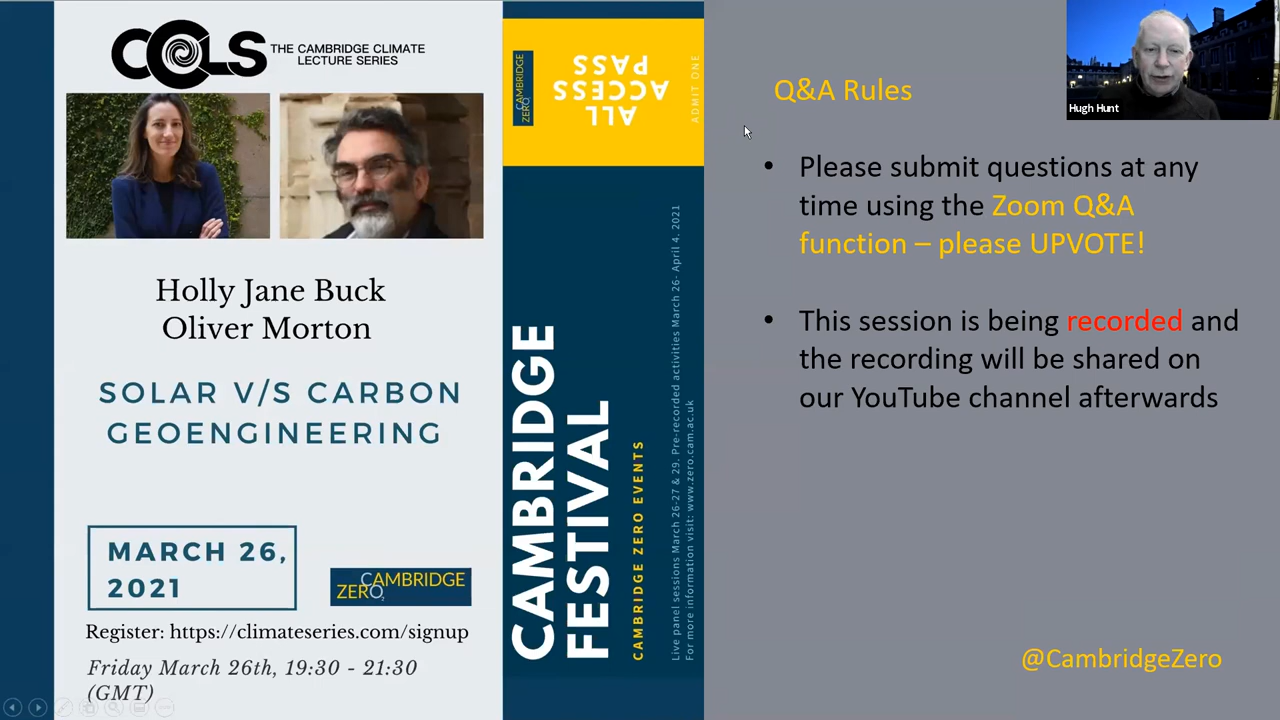 CCLS THE CAMBRIDGE CLIMATE
LECTURE SERIES
Holly Jane Buck
Oliver Morton
SOLAR V/S CARBON
GEOENGINEERING
MARCH 26,
2021
CAMBRIDGE
ZERO₂
Register: https://climateseries.com/signup
Friday March 26th, 19:30 - 21:30
(GMT)
CAMBRIDGE
ZERO
ALL
ACCESS
PASS
ADMIT ONE
CAMBRIDGE
FESTIVAL
CAMBRIDGE ZERO EVENTS
Live panel sessions March 26-27 & 29. Pre-recorded activities March 26- April 4, 2021
For more information visit: www.zero.cam.ac.uk
Q&A Rules
• Please submit questions at any
time using the Zoom Q&A
function – please UPVOTE!
• This session is being recorded and
the recording will be shared on
our YouTube channel afterwards
@CambridgeZero
Hugh Hunt